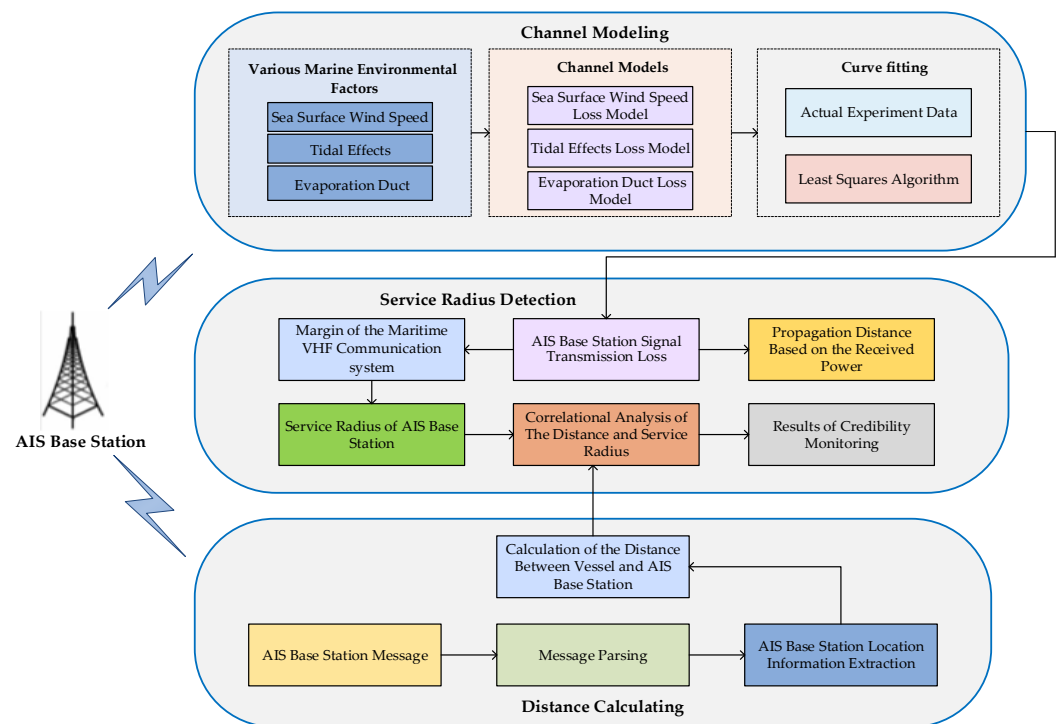 Channel Modeling
Various Marine Environmental
Factors
Sea Surface Wind Speed
Tidal Effects
Evaporation Duct
Channel Models
Sea Surface Wind Speed
Loss Model
Tidal Effects Loss Model
Evaporation Duct Loss
Model
Curve fitting
Actual Experiment Data
Least Squares Algorithm
AIS Base Station
Service Radius Detection
Margin of the Maritime
VHF Communication
system
AIS Base Station Signal
Transmission Loss
Propagation Distance
Based on the Received
Power
Service Radius of AIS Base
Station
Correlational Analysis of
The Distance and Service
Radius
Results of Credibility
Monitoring
Calculation of the Distance
Between Vessel and AIS
Base Station
AIS Base Station Message
Message Parsing
AIS Base Station Location
Information Extraction
Distance Calculating